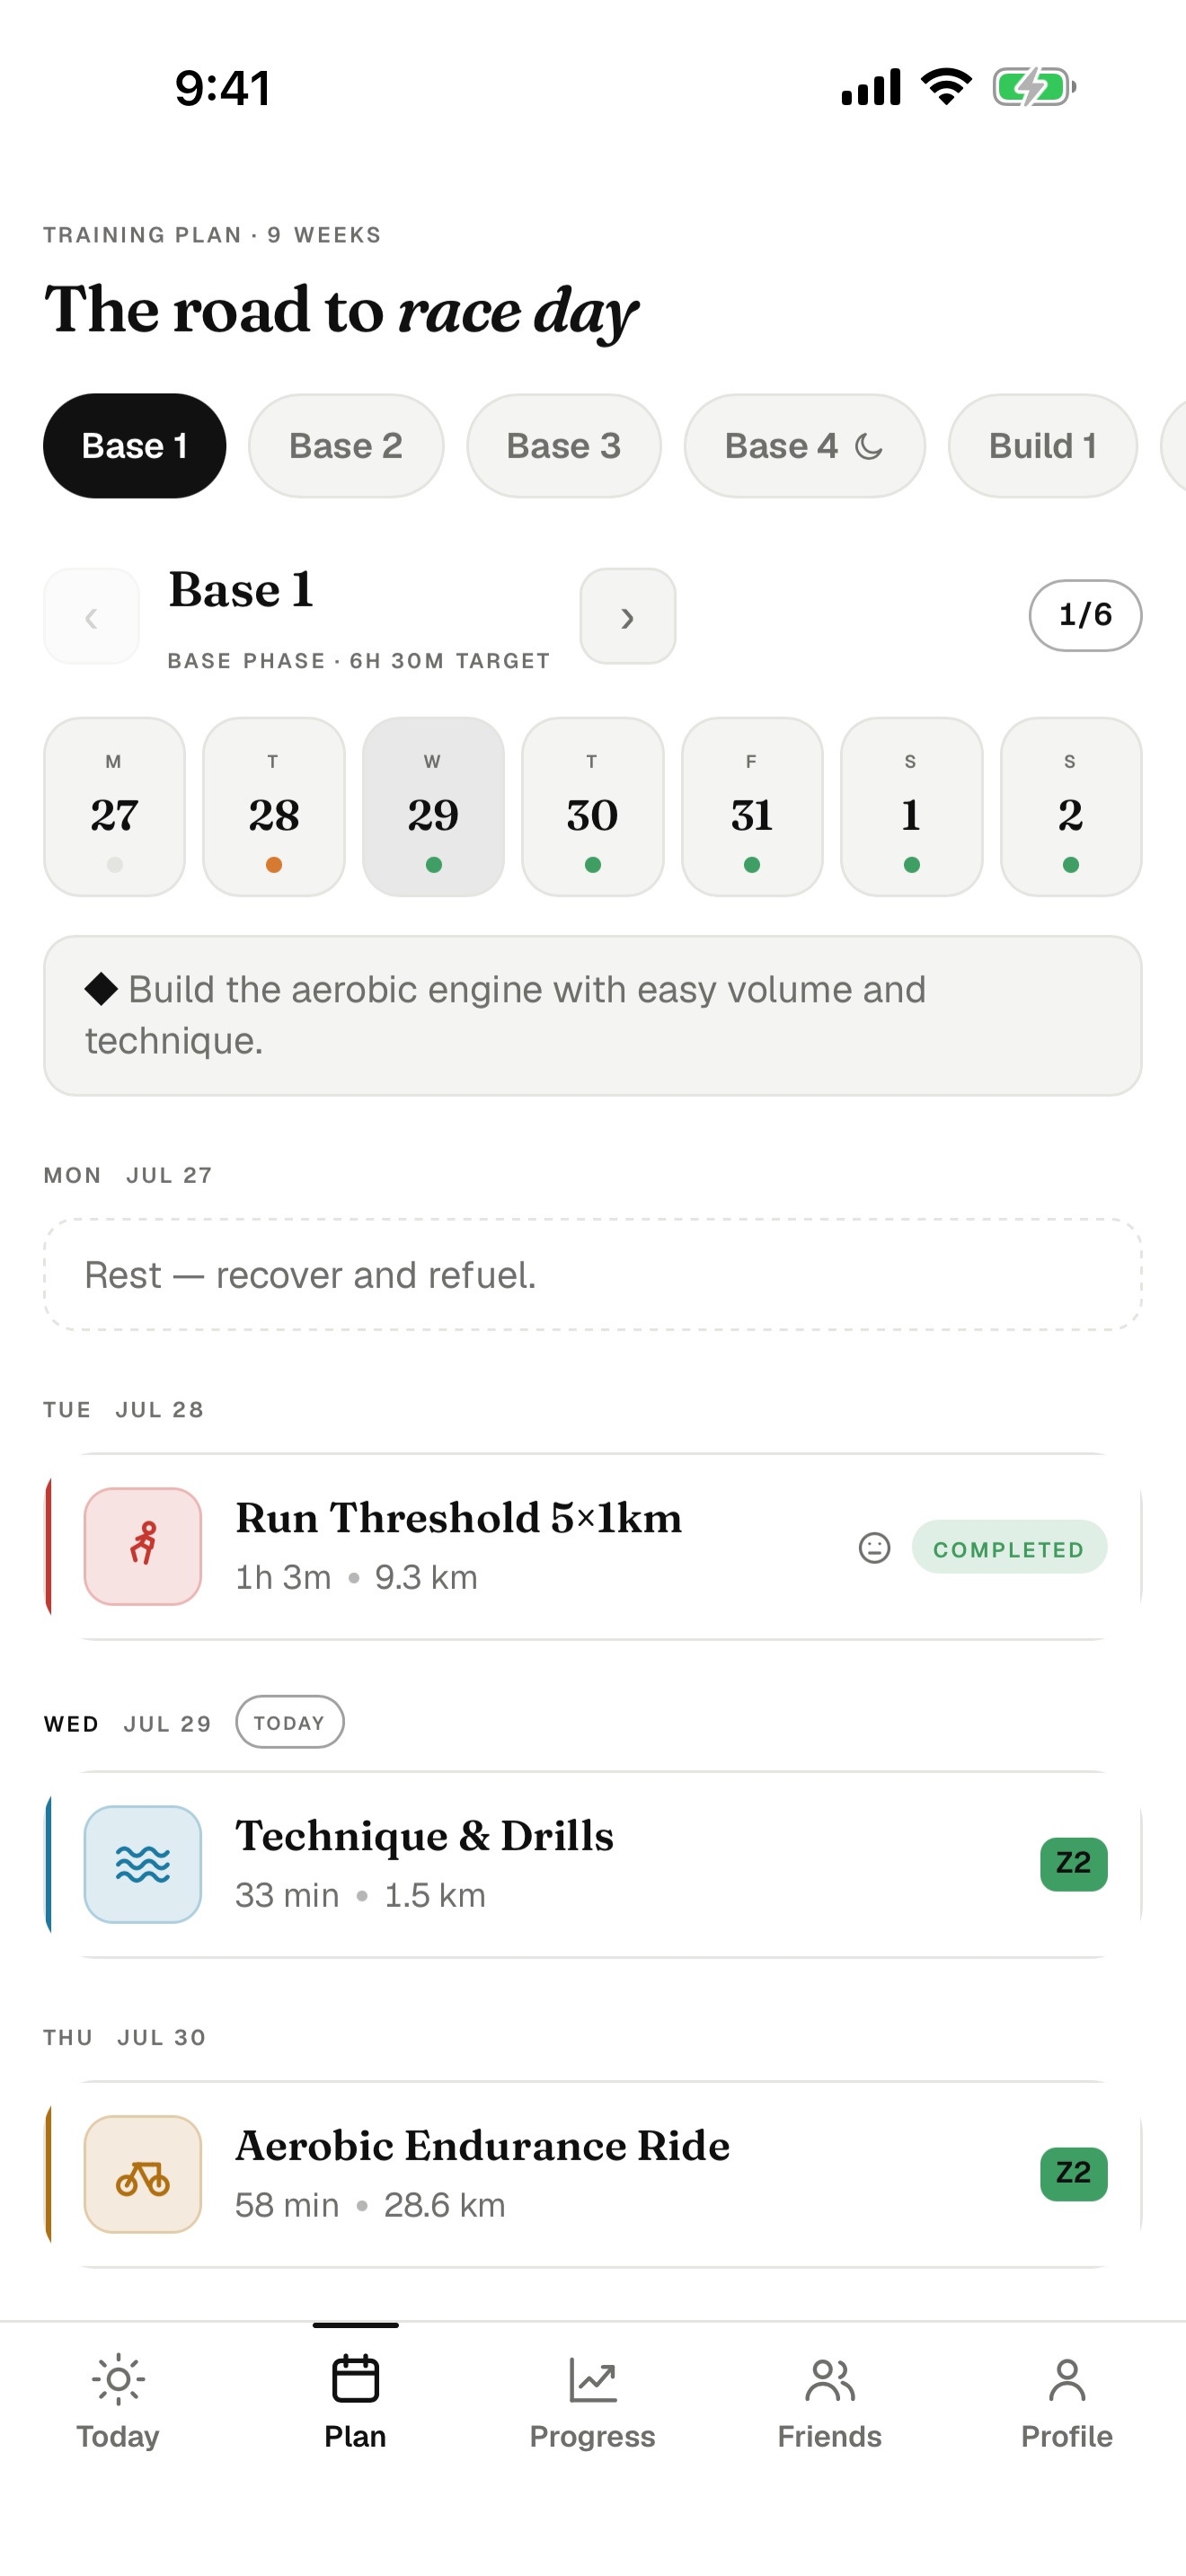 9:41
TRAINING PLAN · 9 WEEKS
The road to race day
Base 1
Base 2
Base 3
Base 4
Build 1
‹
Base 1
BASE PHASE · 6H 30M TARGET
›
1/6
M
27
T
28
W
29
T
30
F
31
S
1
S
2
◆ Build the aerobic engine with easy volume and
technique.
MON JUL 27
Rest — recover and refuel.
TUE JUL 28
Run Threshold 5×1km
1h 3m • 9.3 km
COMPLETED
WED JUL 29 TODAY
Technique & Drills
33 min • 1.5 km
Z2
THU JUL 30
Aerobic Endurance Ride
58 min • 28.6 km
Z2
Today
Plan
Progress
Friends
Profile